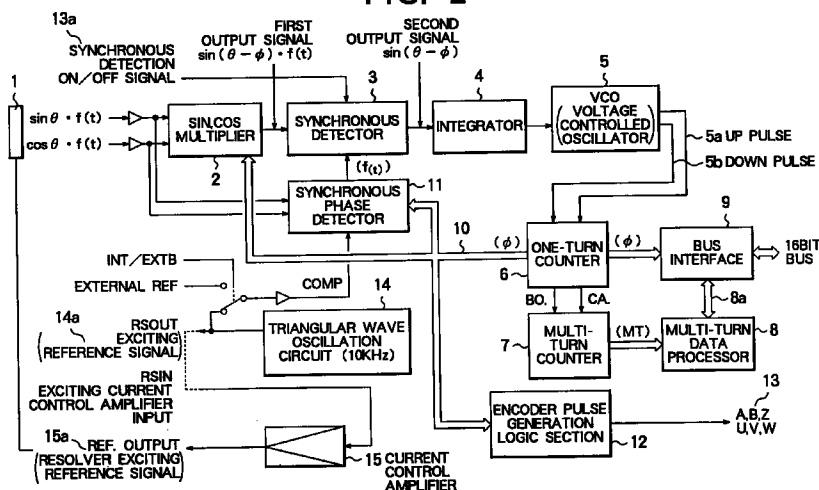 13a
SYNCHRONOUS
DETECTION
ON/OFF SIGNAL
FIRST
OUTPUT SIGNAL
sin(θ−φ)·f(t)
SECOND
OUTPUT SIGNAL
sin(θ−φ)
1
sinθ·f(t)
cosθ·f(t)
SIN,COS
MULTIPLIER
2
3
SYNCHRONOUS
DETECTOR
4
INTEGRATOR
5
VCO
(VOLTAGE
CONTROLLED
OSCILLATOR)
5a UP PULSE
5b DOWN PULSE
(f(t))
SYNCHRONOUS
PHASE
DETECTOR
11
10
(φ)
ONE-TURN
COUNTER
6
(φ)
9
BUS
INTERFACE
16BIT
BUS
8a
INT/EXTB
EXTERNAL REF
COMP
14
TRIANGULAR WAVE
OSCILLATION
CIRCUIT (10KHz)
14a
RSOUT
EXCITING
(REFERENCE SIGNAL)
BO.
CA.
MULTI-
TURN
COUNTER
7
(MT)
MULTI-TURN
DATA
PROCESSOR
8
RSIN
EXCITING CURRENT
CONTROL AMPLIFIER
INPUT
15a
REF. OUTPUT
(RESOLVER EXCITING
REFERENCE SIGNAL)
15 CURRENT
CONTROL
AMPLIFIER
ENCODER PULSE
GENERATION
LOGIC SECTION
12
13
A,B,Z
U,V,W